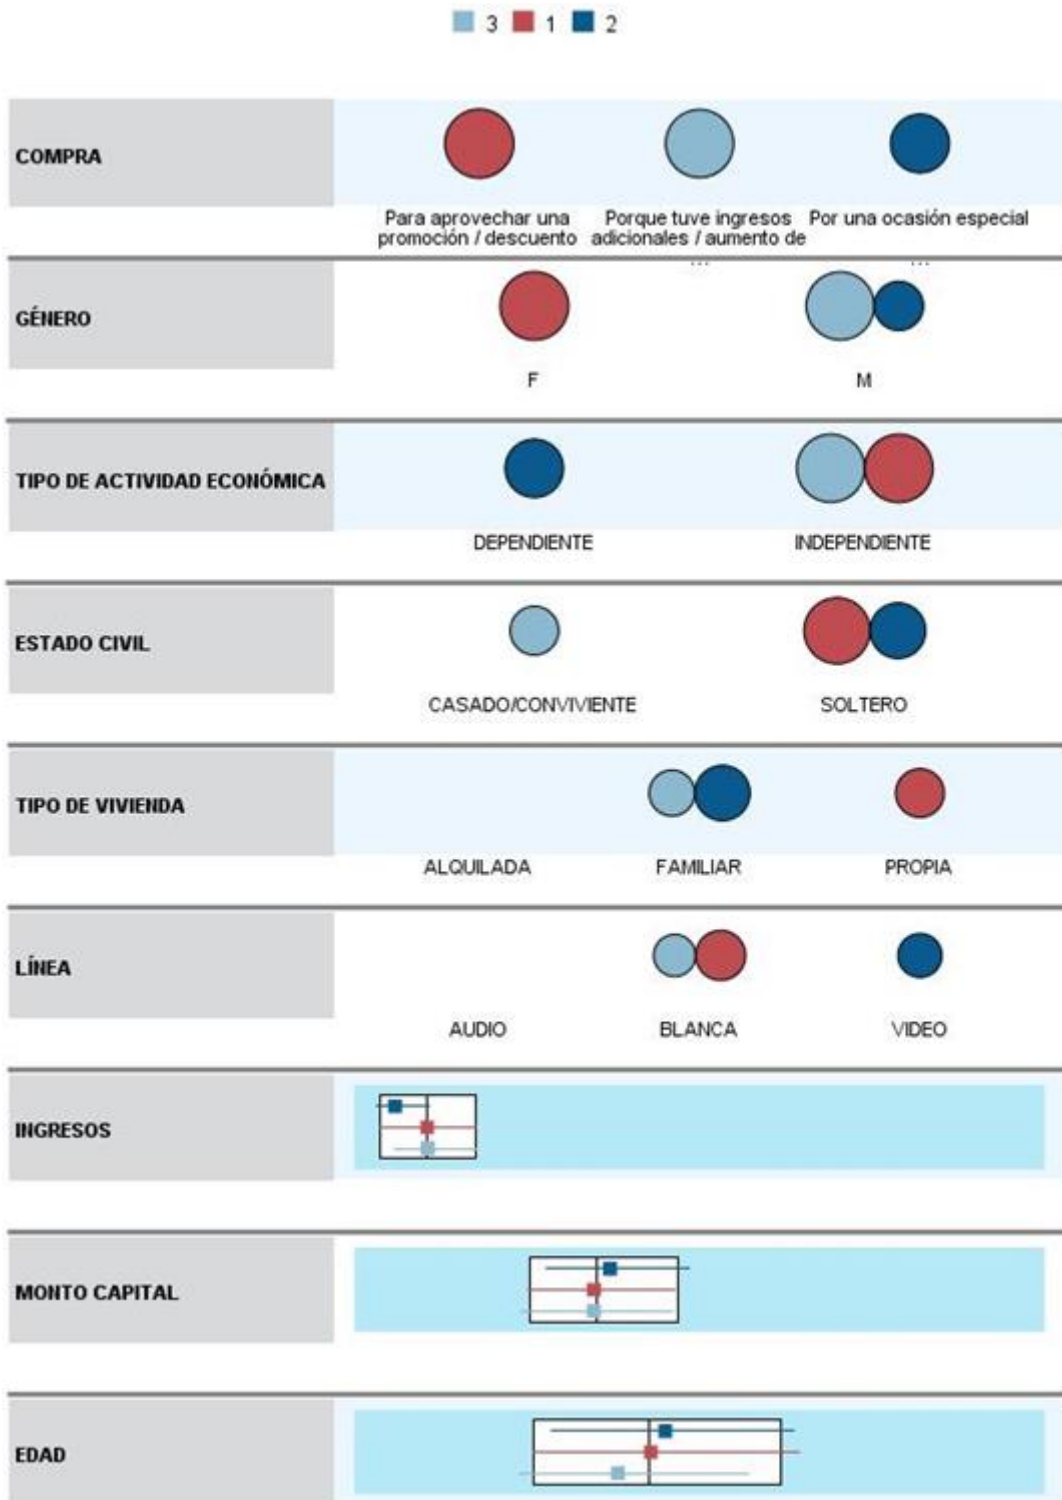 3 1 2
COMPRA
Para aprovechar una promoción / descuento
Porque tuve ingresos adicionales / aumento de ...
Por una ocasión especial ...
GÉNERO
F
M
TIPO DE ACTIVIDAD ECONÓMICA
DEPENDIENTE
INDEPENDIENTE
ESTADO CIVIL
CASADO/CONVIVIENTE
SOLTERO
TIPO DE VIVIENDA
ALQUILADA
FAMILIAR
PROPIA
LÍNEA
AUDIO
BLANCA
VIDEO
INGRESOS
MONTO CAPITAL
EDAD